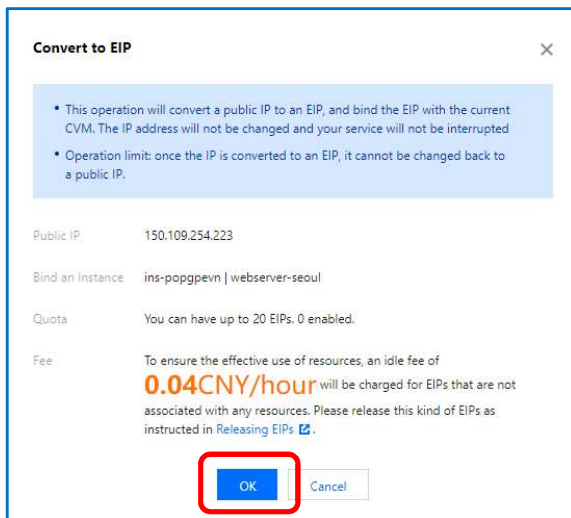 Convert to EIP
• This operation will convert a public IP to an EIP, and bind the EIP with the current
CVM. The IP address will not be changed and your service will not be interrupted
• Operation limit: once the IP is converted to an EIP, it cannot be changed back to
a public IP.
Public IP 150.109.254.223
Bind an Instance ins-popgpevn | webserver-seoul
Quota You can have up to 20 EIPs. 0 enabled.
Fee To ensure the effective use of resources, an idle fee of
0.04CNY/hour will be charged for EIPs that are not
associated with any resources. Please release this kind of EIPs as
instructed in Releasing EIPs.
OK Cancel